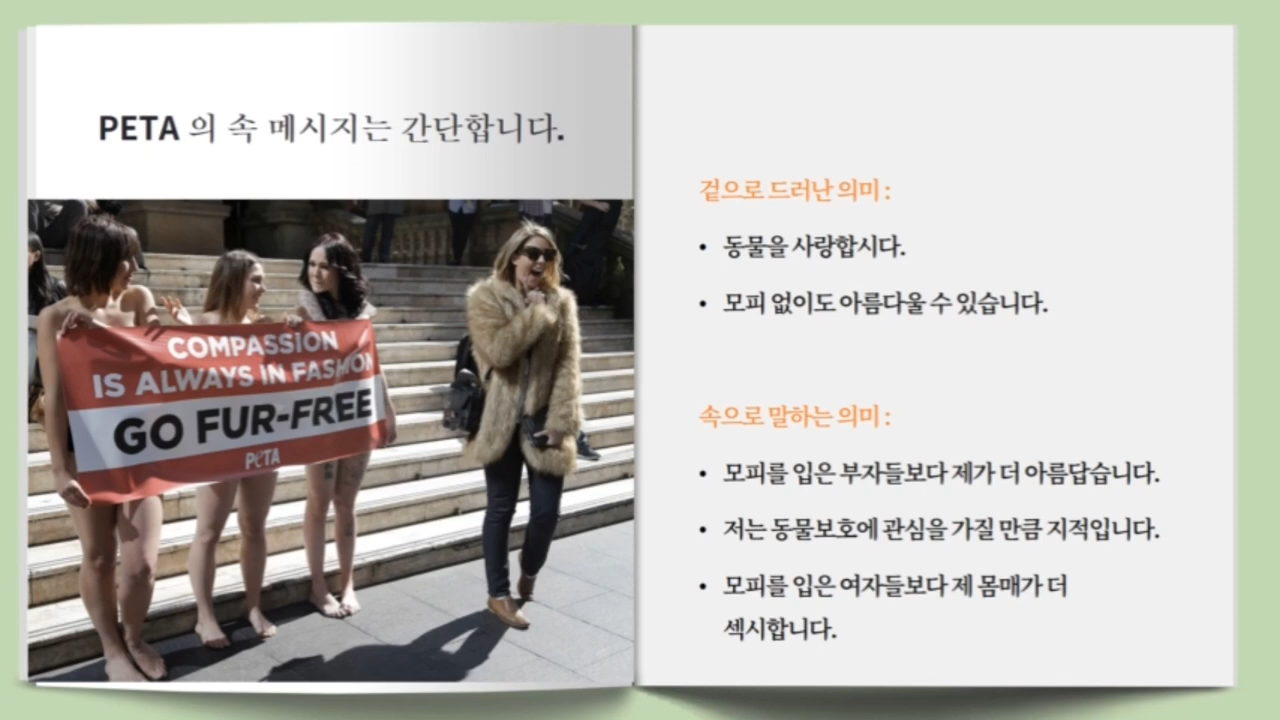 PETA 의 속 메시지는 간단합니다.
COMPASSION
IS ALWAYS IN FASHION
GO FUR-FREE
PETA
겉으로 드러난 의미 :
• 동물을 사랑합시다.
• 모피 없이도 아름다울 수 있습니다.
속으로 말하는 의미 :
• 모피를 입은 부자들보다 제가 더 아름답습니다.
• 저는 동물보호에 관심을 가질 만큼 지적입니다.
• 모피를 입은 여자들보다 제 몸매가 더
섹시합니다.